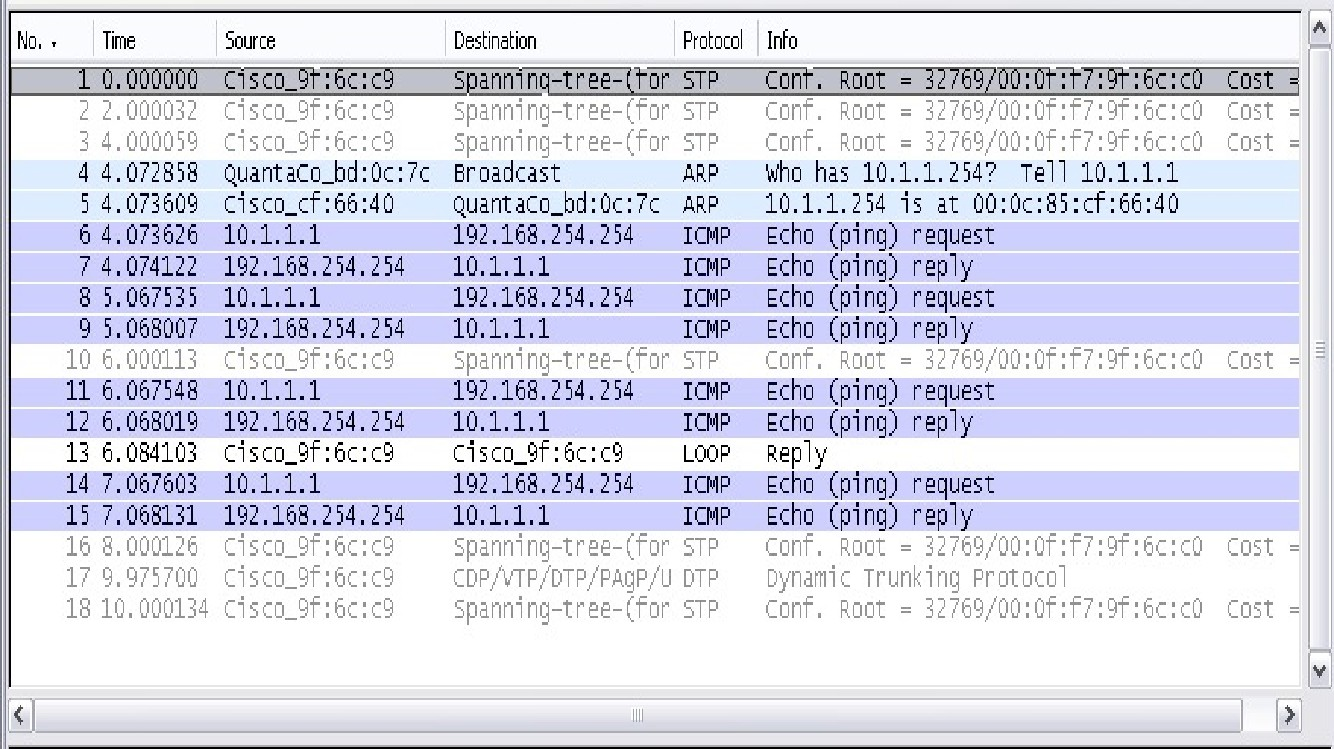 No. Time Source Destination Protocol Info
1 0.000000 Cisco_9f:6c:c9 Spanning-tree-(for STP Conf. Root = 32769/00:0f:f7:9f:6c:c0 Cost =
2 2.000032 Cisco_9f:6c:c9 Spanning-tree-(for STP Conf. Root = 32769/00:0f:f7:9f:6c:c0 Cost =
3 4.000059 Cisco_9f:6c:c9 Spanning-tree-(for STP Conf. Root = 32769/00:0f:f7:9f:6c:c0 Cost =
4 4.072858 QuantaCo_bd:0c:7c Broadcast ARP Who has 10.1.1.254? Tell 10.1.1.1
5 4.073609 Cisco_cf:66:40 QuantaCo_bd:0c:7c ARP 10.1.1.254 is at 00:0c:85:cf:66:40
6 4.073626 10.1.1.1 192.168.254.254 ICMP Echo (ping) request
7 4.074122 192.168.254.254 10.1.1.1 ICMP Echo (ping) reply
8 5.067535 10.1.1.1 192.168.254.254 ICMP Echo (ping) request
9 5.068007 192.168.254.254 10.1.1.1 ICMP Echo (ping) reply
10 6.000113 Cisco_9f:6c:c9 Spanning-tree-(for STP Conf. Root = 32769/00:0f:f7:9f:6c:c0 Cost =
11 6.067548 10.1.1.1 192.168.254.254 ICMP Echo (ping) request
12 6.068019 192.168.254.254 10.1.1.1 ICMP Echo (ping) reply
13 6.084103 Cisco_9f:6c:c9 Cisco_9f:6c:c9 LOOP Reply
14 7.067603 10.1.1.1 192.168.254.254 ICMP Echo (ping) request
15 7.068131 192.168.254.254 10.1.1.1 ICMP Echo (ping) reply
16 8.000126 Cisco_9f:6c:c9 Spanning-tree-(for STP Conf. Root = 32769/00:0f:f7:9f:6c:c0 Cost =
17 9.975700 Cisco_9f:6c:c9 CDP/VTP/DTP/PAgP/U DTP Dynamic Trunking Protocol
18 10.000134 Cisco_9f:6c:c9 Spanning-tree-(for STP Conf. Root = 32769/00:0f:f7:9f:6c:c0 Cost =